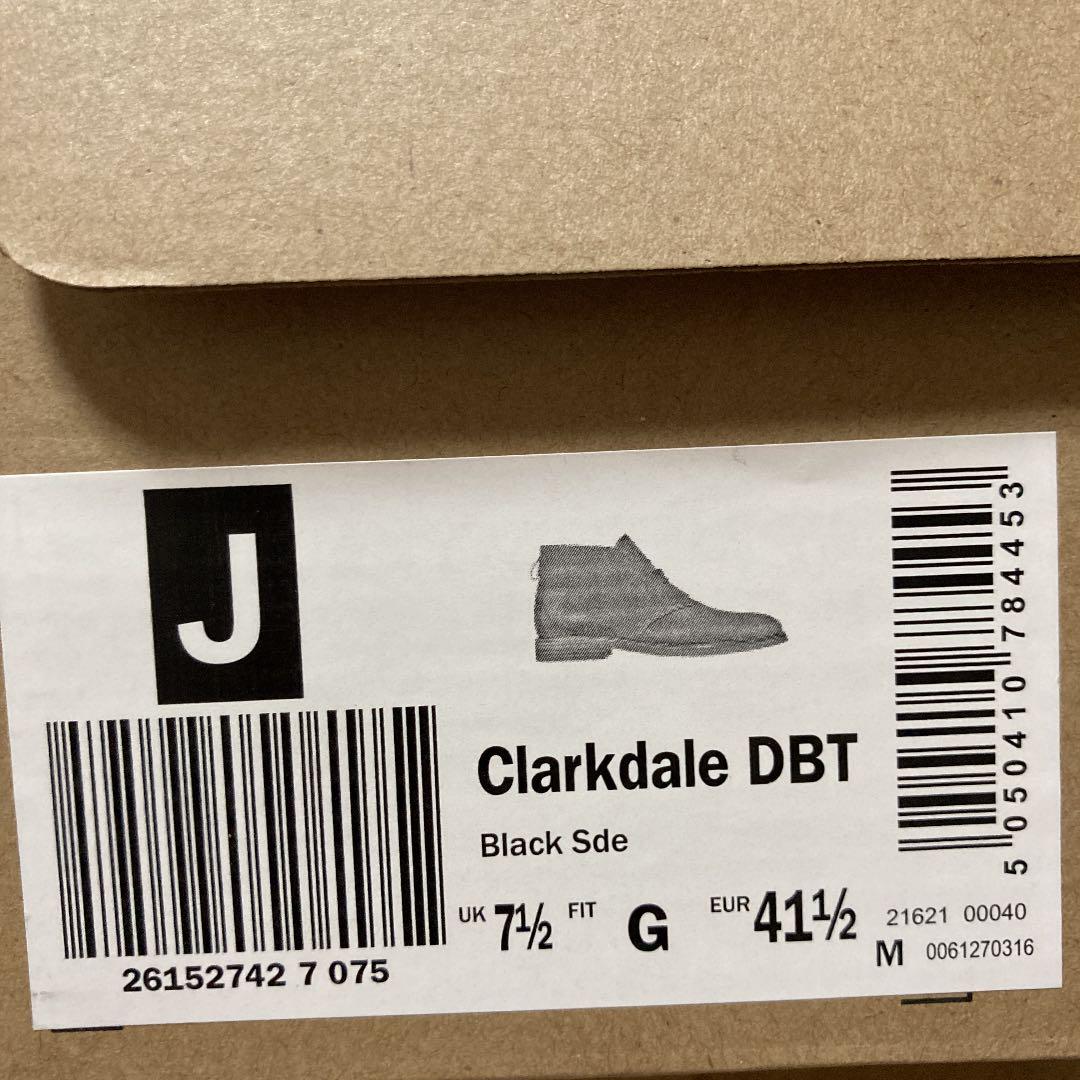 J
26152742 7 075
Clarkdale DBT
Black Sde
UK 7½ FIT G EUR 41½
21621 00040
M 0061270316
5 050410 784453